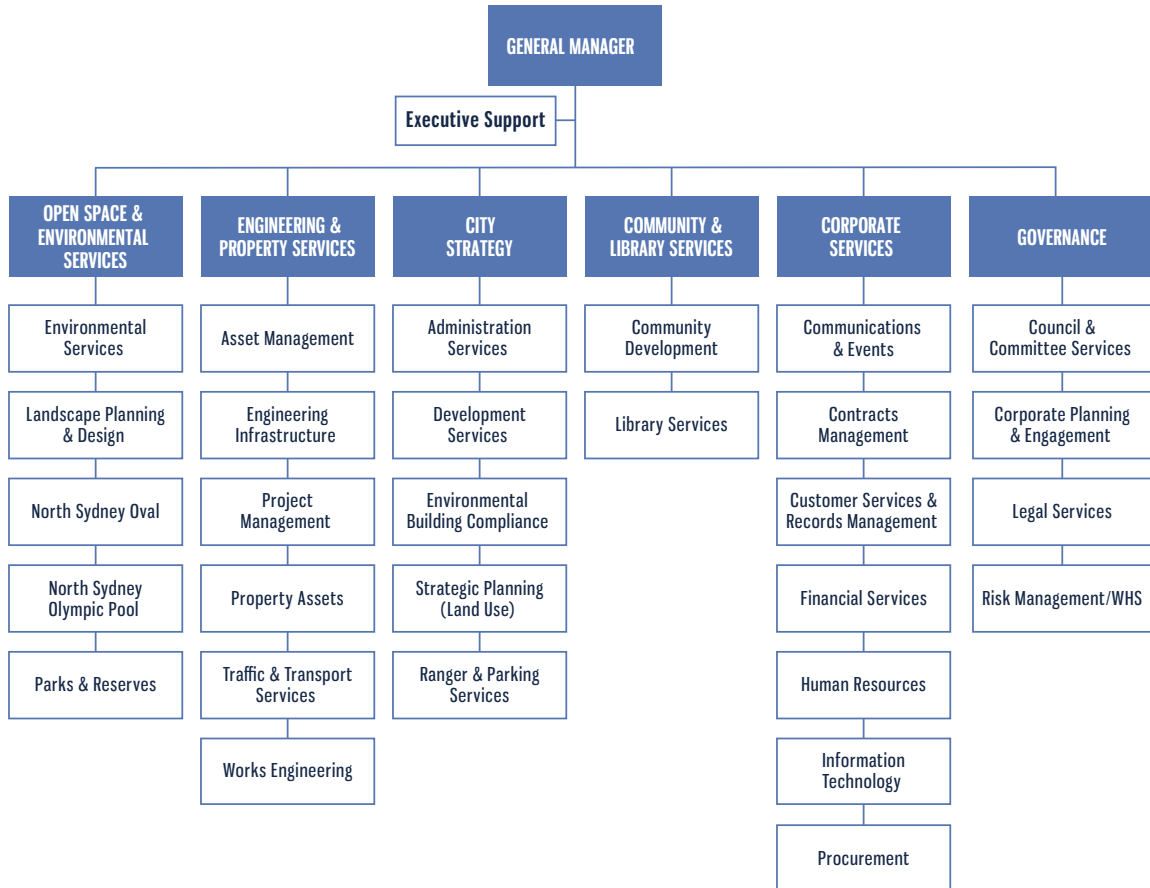 GENERAL MANAGER
Executive Support
OPEN SPACE &
ENVIRONMENTAL
SERVICES
Environmental
Services
Landscape Planning
& Design
North Sydney Oval
North Sydney
Olympic Pool
Parks & Reserves
ENGINEERING &
PROPERTY SERVICES
Asset Management
Engineering
Infrastructure
Project
Management
Property Assets
Traffic & Transport
Services
Works Engineering
CITY
STRATEGY
Administration
Services
Development
Services
Environmental
Building Compliance
Strategic Planning
(Land Use)
Ranger & Parking
Services
COMMUNITY &
LIBRARY SERVICES
Community
Development
Library Services
CORPORATE
SERVICES
Communications
& Events
Contracts
Management
Customer Services &
Records Management
Financial Services
Human Resources
Information
Technology
Procurement
GOVERNANCE
Council &
Committee Services
Corporate Planning
& Engagement
Legal Services
Risk Management/WHS